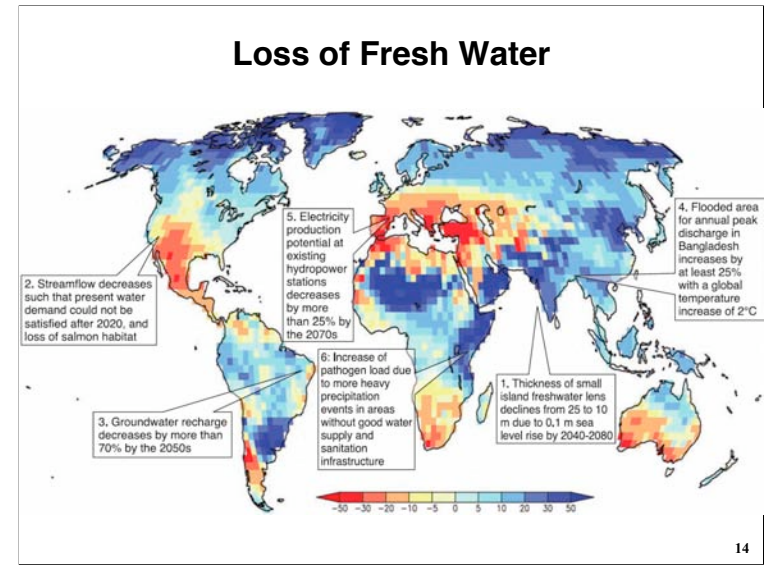 Loss of Fresh Water
5. Electricity
production
potential at
existing
hydropower
stations
decreases
by more
than 25% by
the 2070s
4. Flooded area
for annual peak
discharge in
Bangladesh
increases by
at least 25%
with a global
temperature
increase of 2°C
2. Streamflow decreases
such that present water
demand could not be
satisfied after 2020, and
loss of salmon habitat
6: Increase of
pathogen load due
to more heavy
precipitation
events in areas
without good water
supply and
sanitation
infrastructure
1. Thickness of small
island freshwater lens
declines from 25 to 10
m due to 0.1 m sea
level rise by 2040-2080
3. Groundwater recharge
decreases by more than
70% by the 2050s
-50 -30 -20 -10 -5 0 5 10 20 30 50
14